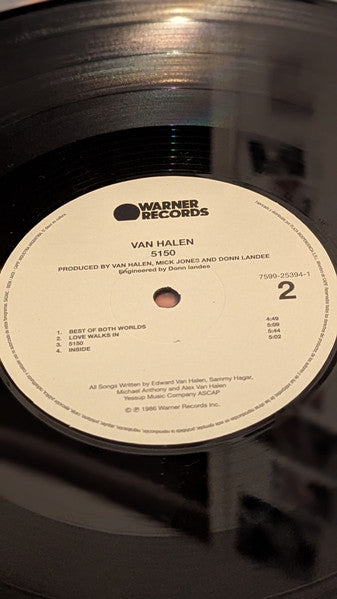 WARNER
RECORDS
VAN HALEN
5150
PRODUCED BY VAN HALEN, MICK JONES AND DONN LANDEE
Engineered by Donn landes
7599-25394-1
2
1. BEST OF BOTH WORLDS 4:49
2. LOVE WALKS IN 5:09
3. 5150 5:44
4. INSIDE 5:02
All Songs Written by Edward Van Halen, Sammy Hagar,
Michael Anthony and Alex Van Halen
Yessup Music Company ASCAP
© ℗ 1986 Warner Records Inc.